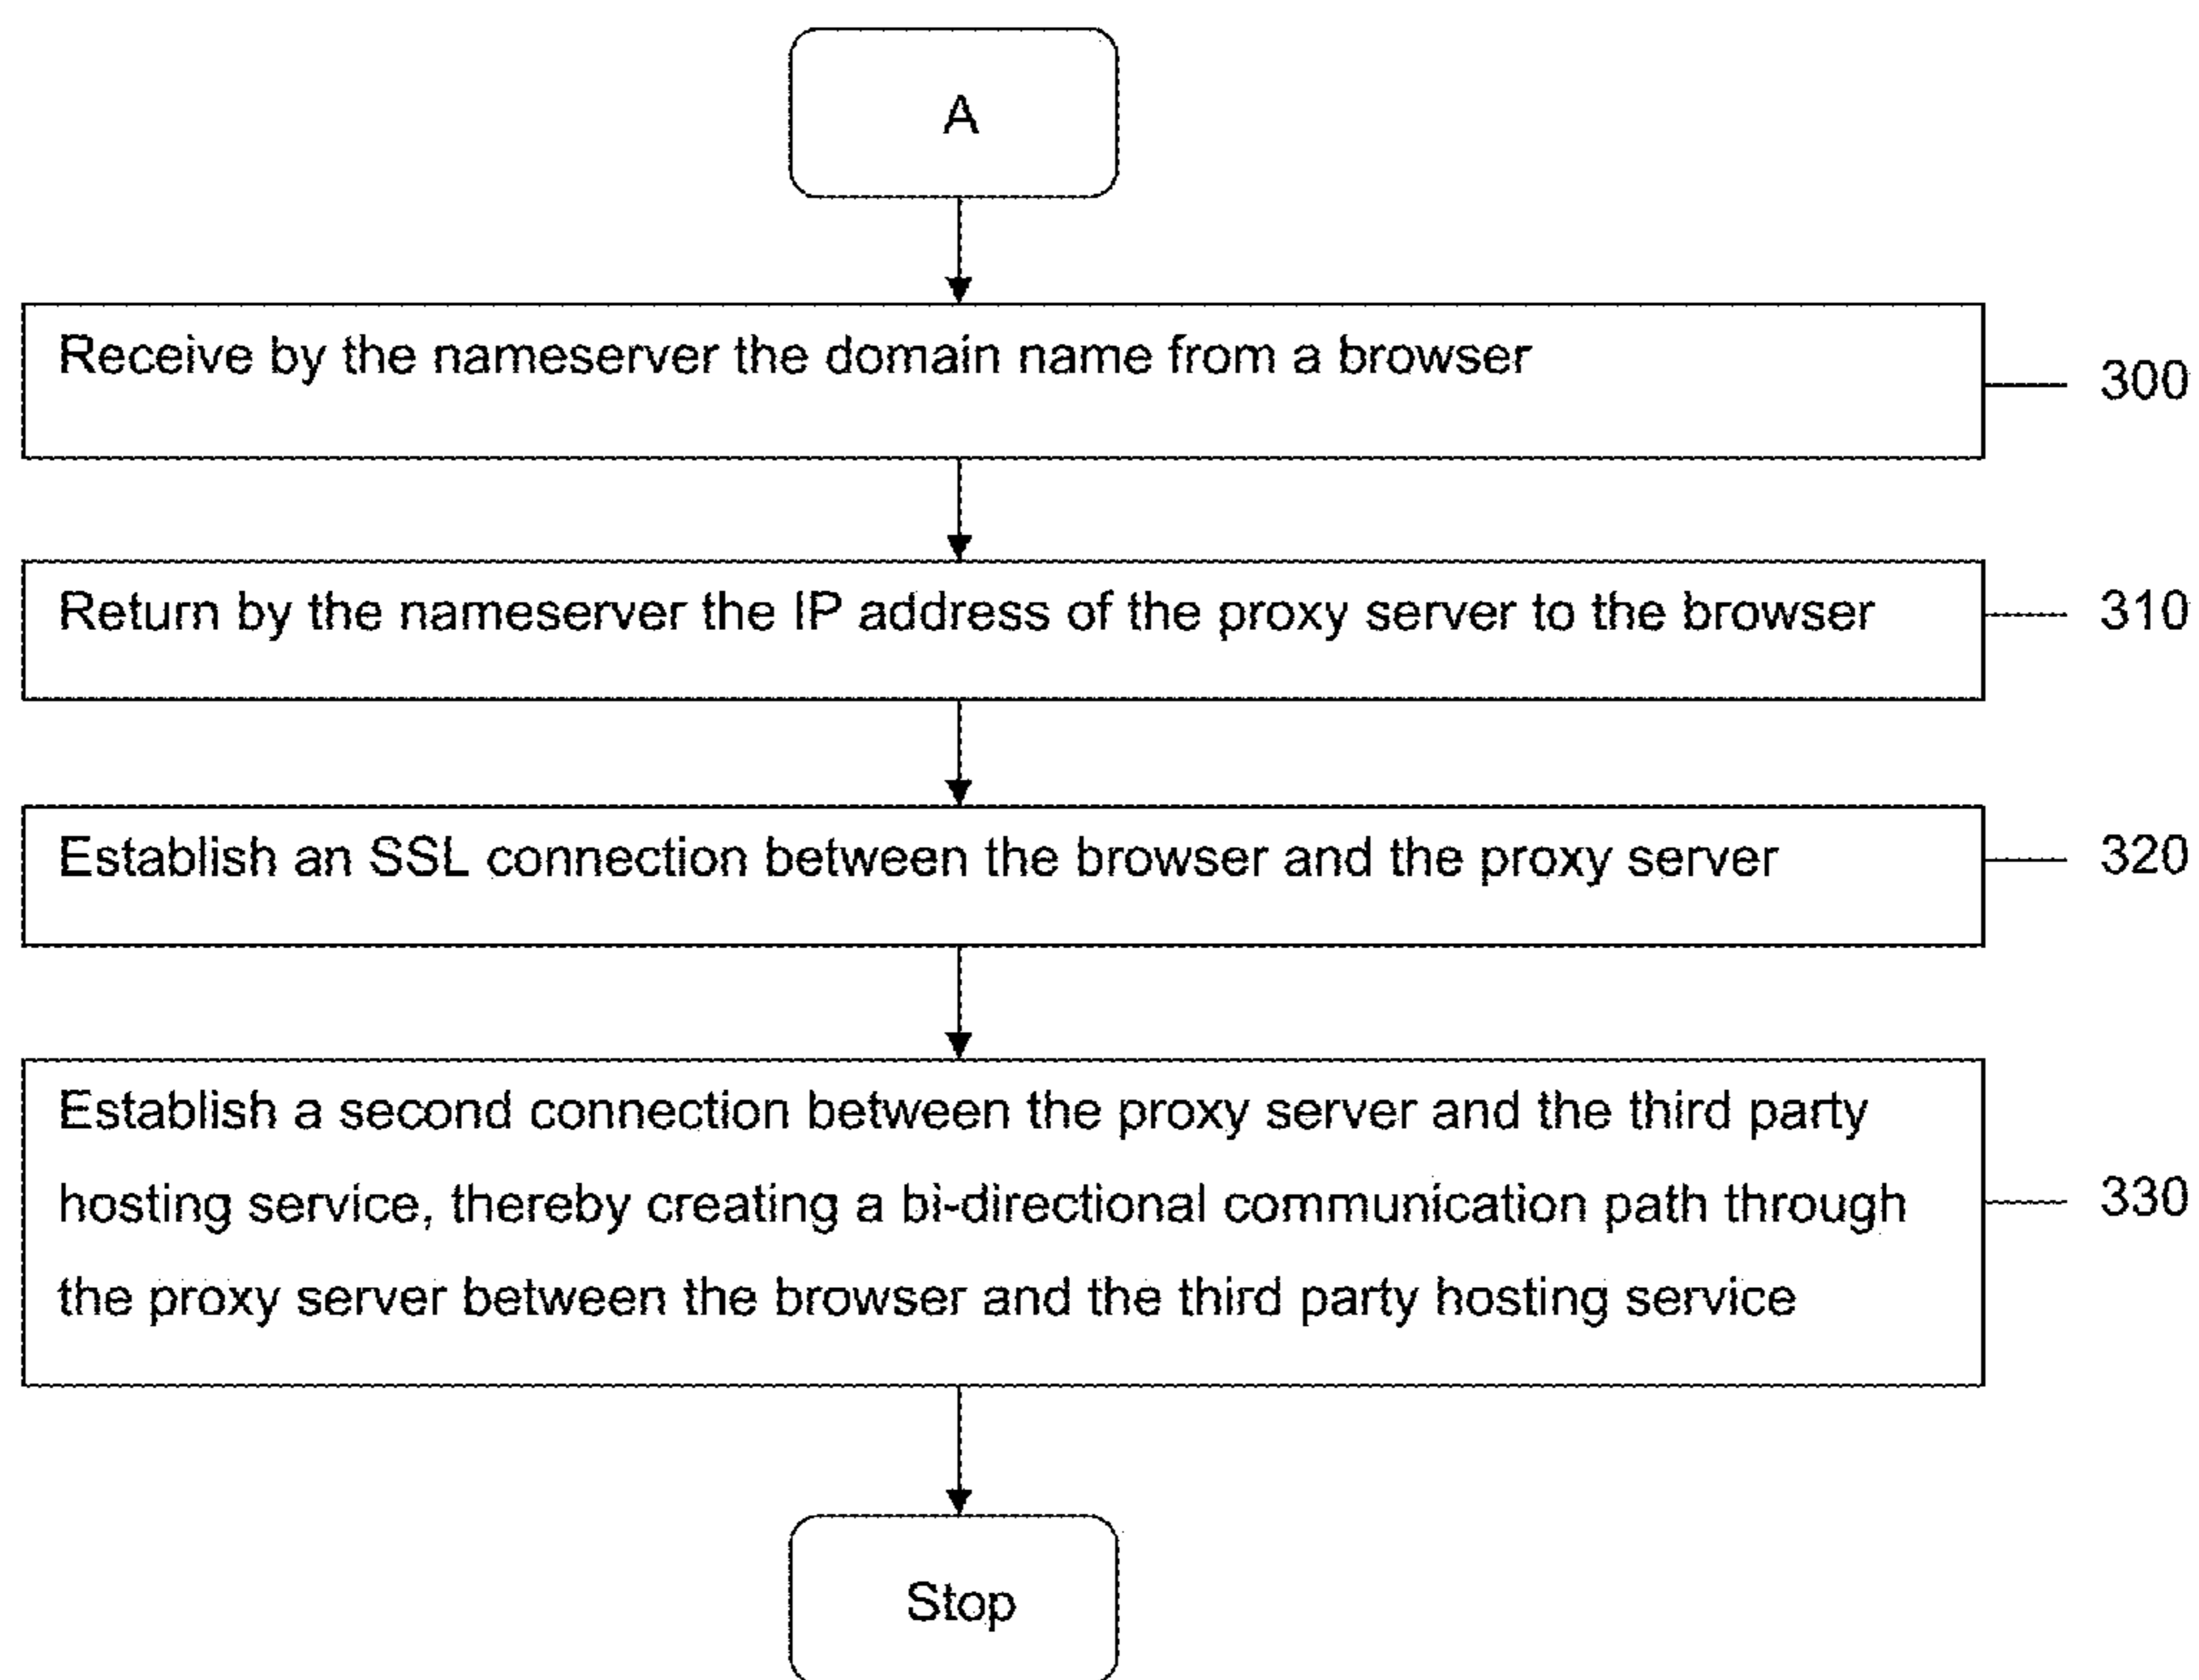 A
Receive by the nameserver the domain name from a browser
300
Return by the nameserver the IP address of the proxy server to the browser
310
Establish an SSL connection between the browser and the proxy server
320
Establish a second connection between the proxy server and the third party
hosting service, thereby creating a bi-directional communication path through
330
the proxy server between the browser and the third party hosting service
Stop